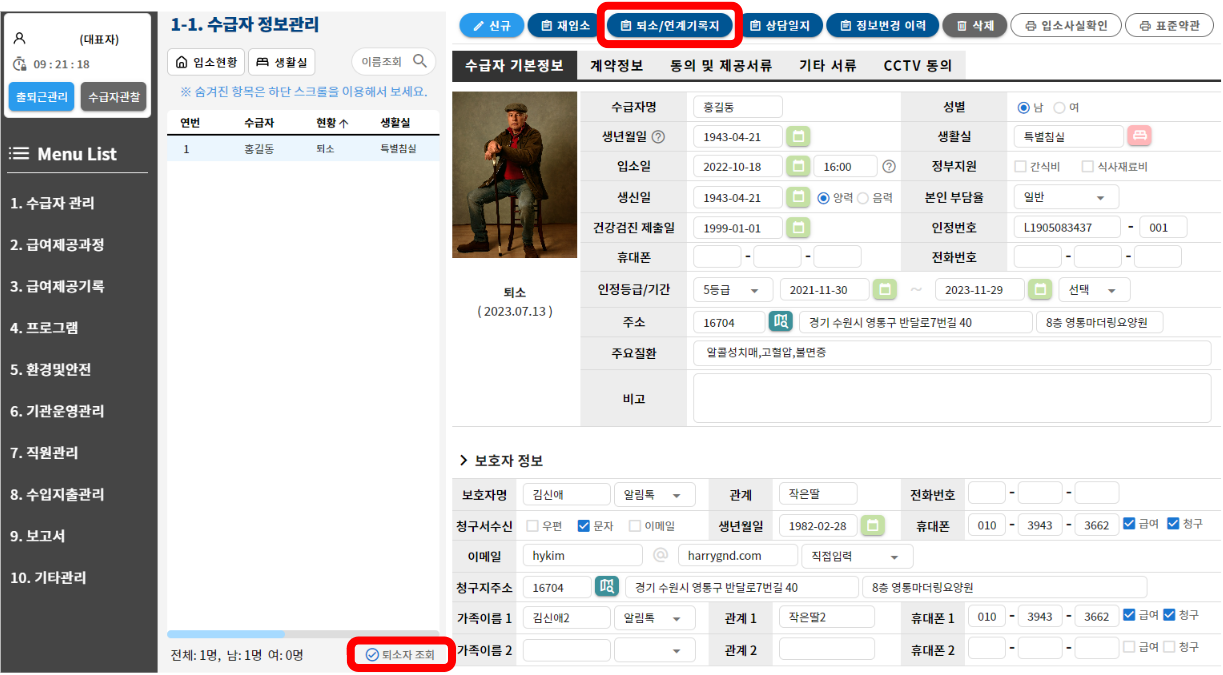 (대표자)
09 : 21 : 18
출퇴근관리 수급자관찰
Menu List
1. 수급자 관리
2. 급여제공과정
3. 급여제공기록
4. 프로그램
5. 환경및안전
6. 기관운영관리
7. 직원관리
8. 수입지출관리
9. 보고서
10. 기타관리
1-1. 수급자 정보관리
입소현황 생활실 이름조회
※ 숨겨진 항목은 하단 스크롤을 이용해서 보세요.
연번 수급자 현황 생활실
1 홍길동 퇴소 특별침실
전체: 1명, 남: 1명 여: 0명 퇴소자 조회
신규 재입소 퇴소/연계기록지 상담일지 정보변경 이력 삭제 입소사실확인 표준약관
수급자 기본정보 계약정보 동의 및 제공서류 기타 서류 CCTV 동의
퇴소
( 2023.07.13 )
수급자명 홍길동 성별 남 여
생년월일 1943-04-21 생활실 특별침실
입소일 2022-10-18 16:00 정부지원 간식비 식사재료비
생신일 1943-04-21 양력 음력 본인 부담율 일반
건강검진 제출일 1999-01-01 인정번호 L1905083437 - 001
휴대폰 - - 전화번호 - -
인정등급/기간 5등급 2021-11-30 ~ 2023-11-29 선택
주소 16704 경기 수원시 영통구 반달로7번길 40 8층 영통마더링요양원
주요질환 알콜성치매,고혈압,불면증
비고
보호자 정보
보호자명 김신애 알림톡 관계 작은딸 전화번호 - -
청구서수신 우편 문자 이메일 생년월일 1982-02-28 휴대폰 010 - 3943 - 3662 급여 청구
이메일 hykim @ harrygnd.com 직접입력
청구지주소 16704 경기 수원시 영통구 반달로7번길 40 8층 영통마더링요양원
가족이름 1 김신애2 알림톡 관계 1 작은딸2 휴대폰 1 010 - 3943 - 3662 급여 청구
가족이름 2 관계 2 휴대폰 2 - - 급여 청구